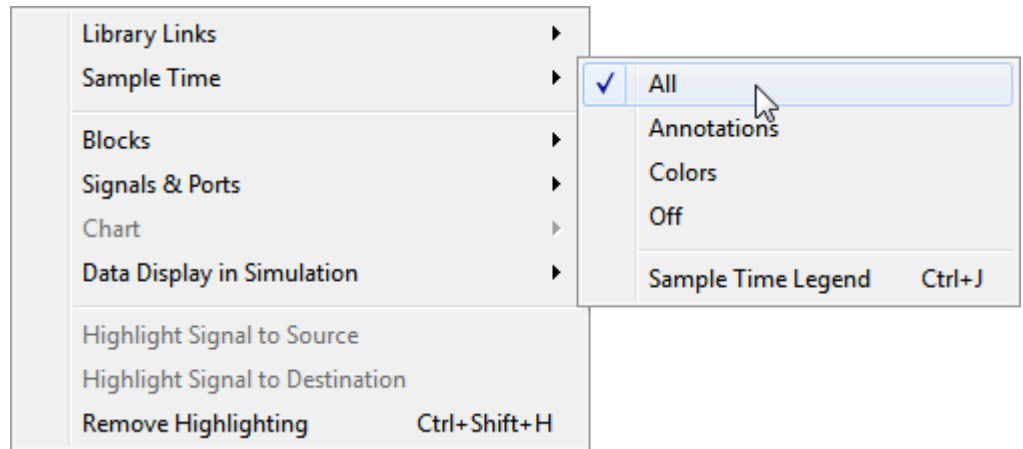 Library Links
Sample Time
Blocks
Signals & Ports
Chart
Data Display in Simulation
Highlight Signal to Source
Highlight Signal to Destination
Remove Highlighting Ctrl+Shift+H
All
Annotations
Colors
Off
Sample Time Legend Ctrl+J